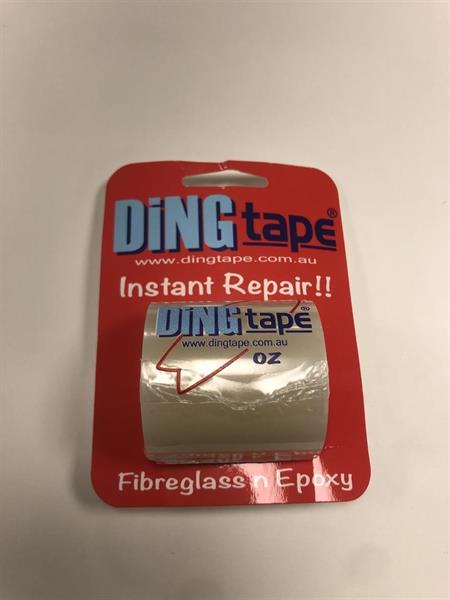 DiNG tape®
www.dingtape.com.au
Instant Repair!!
DiNG tape®
www.dingtape.com.au
OZ
Fibreglass n Epoxy